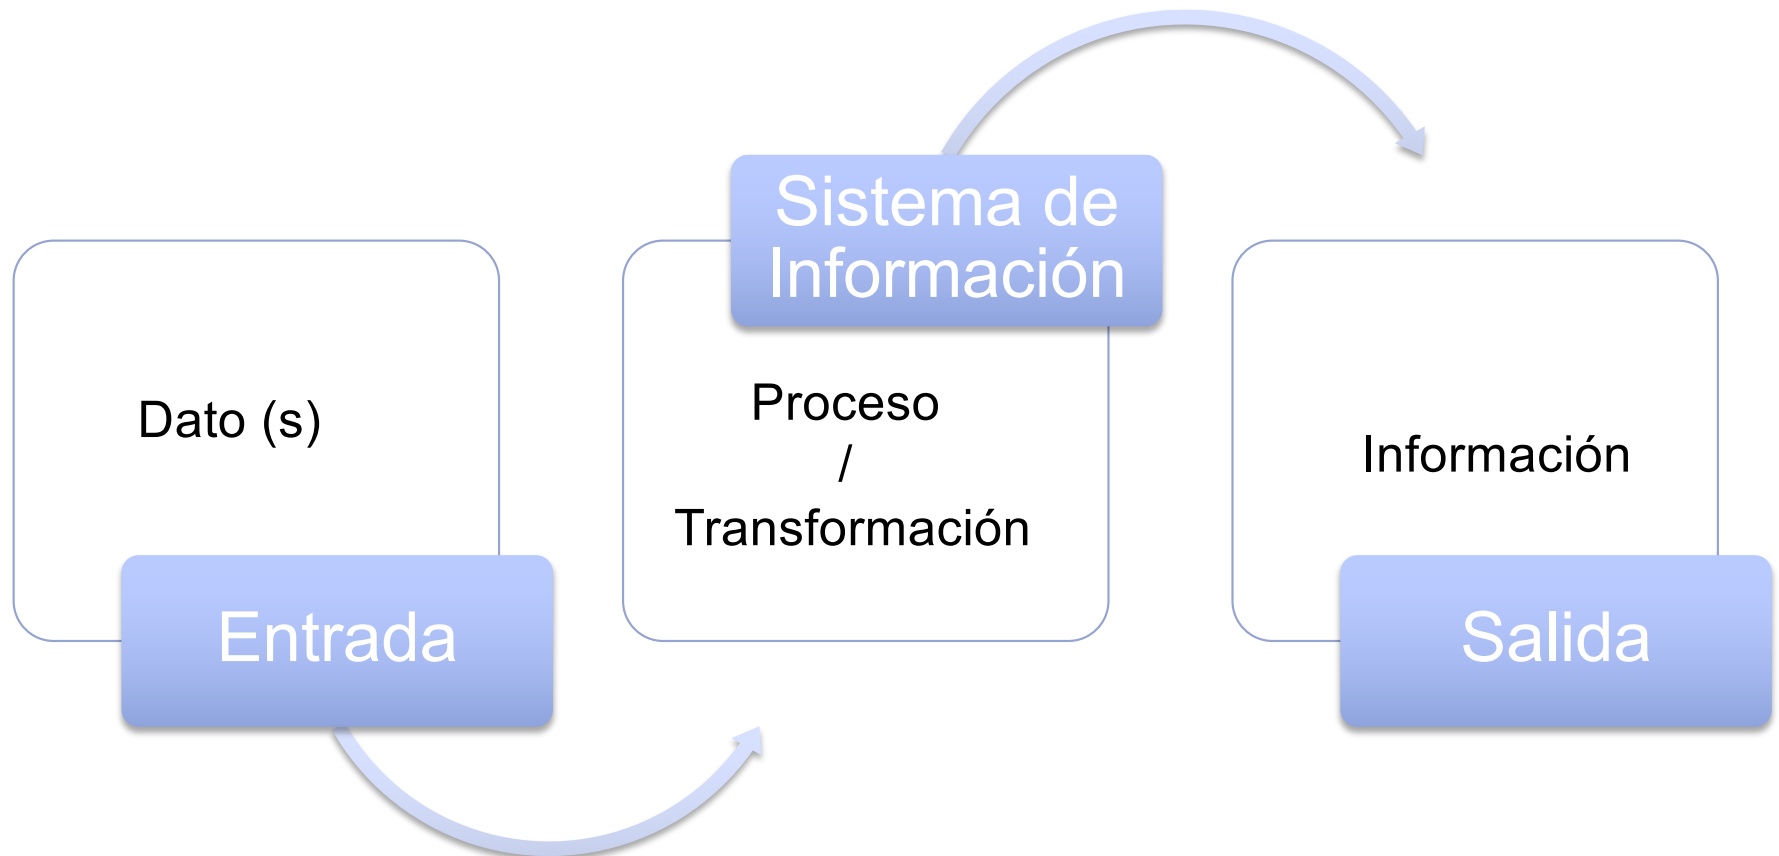 Dato (s)
Entrada
Sistema de
Información
Proceso
/
Transformación
Información
Salida